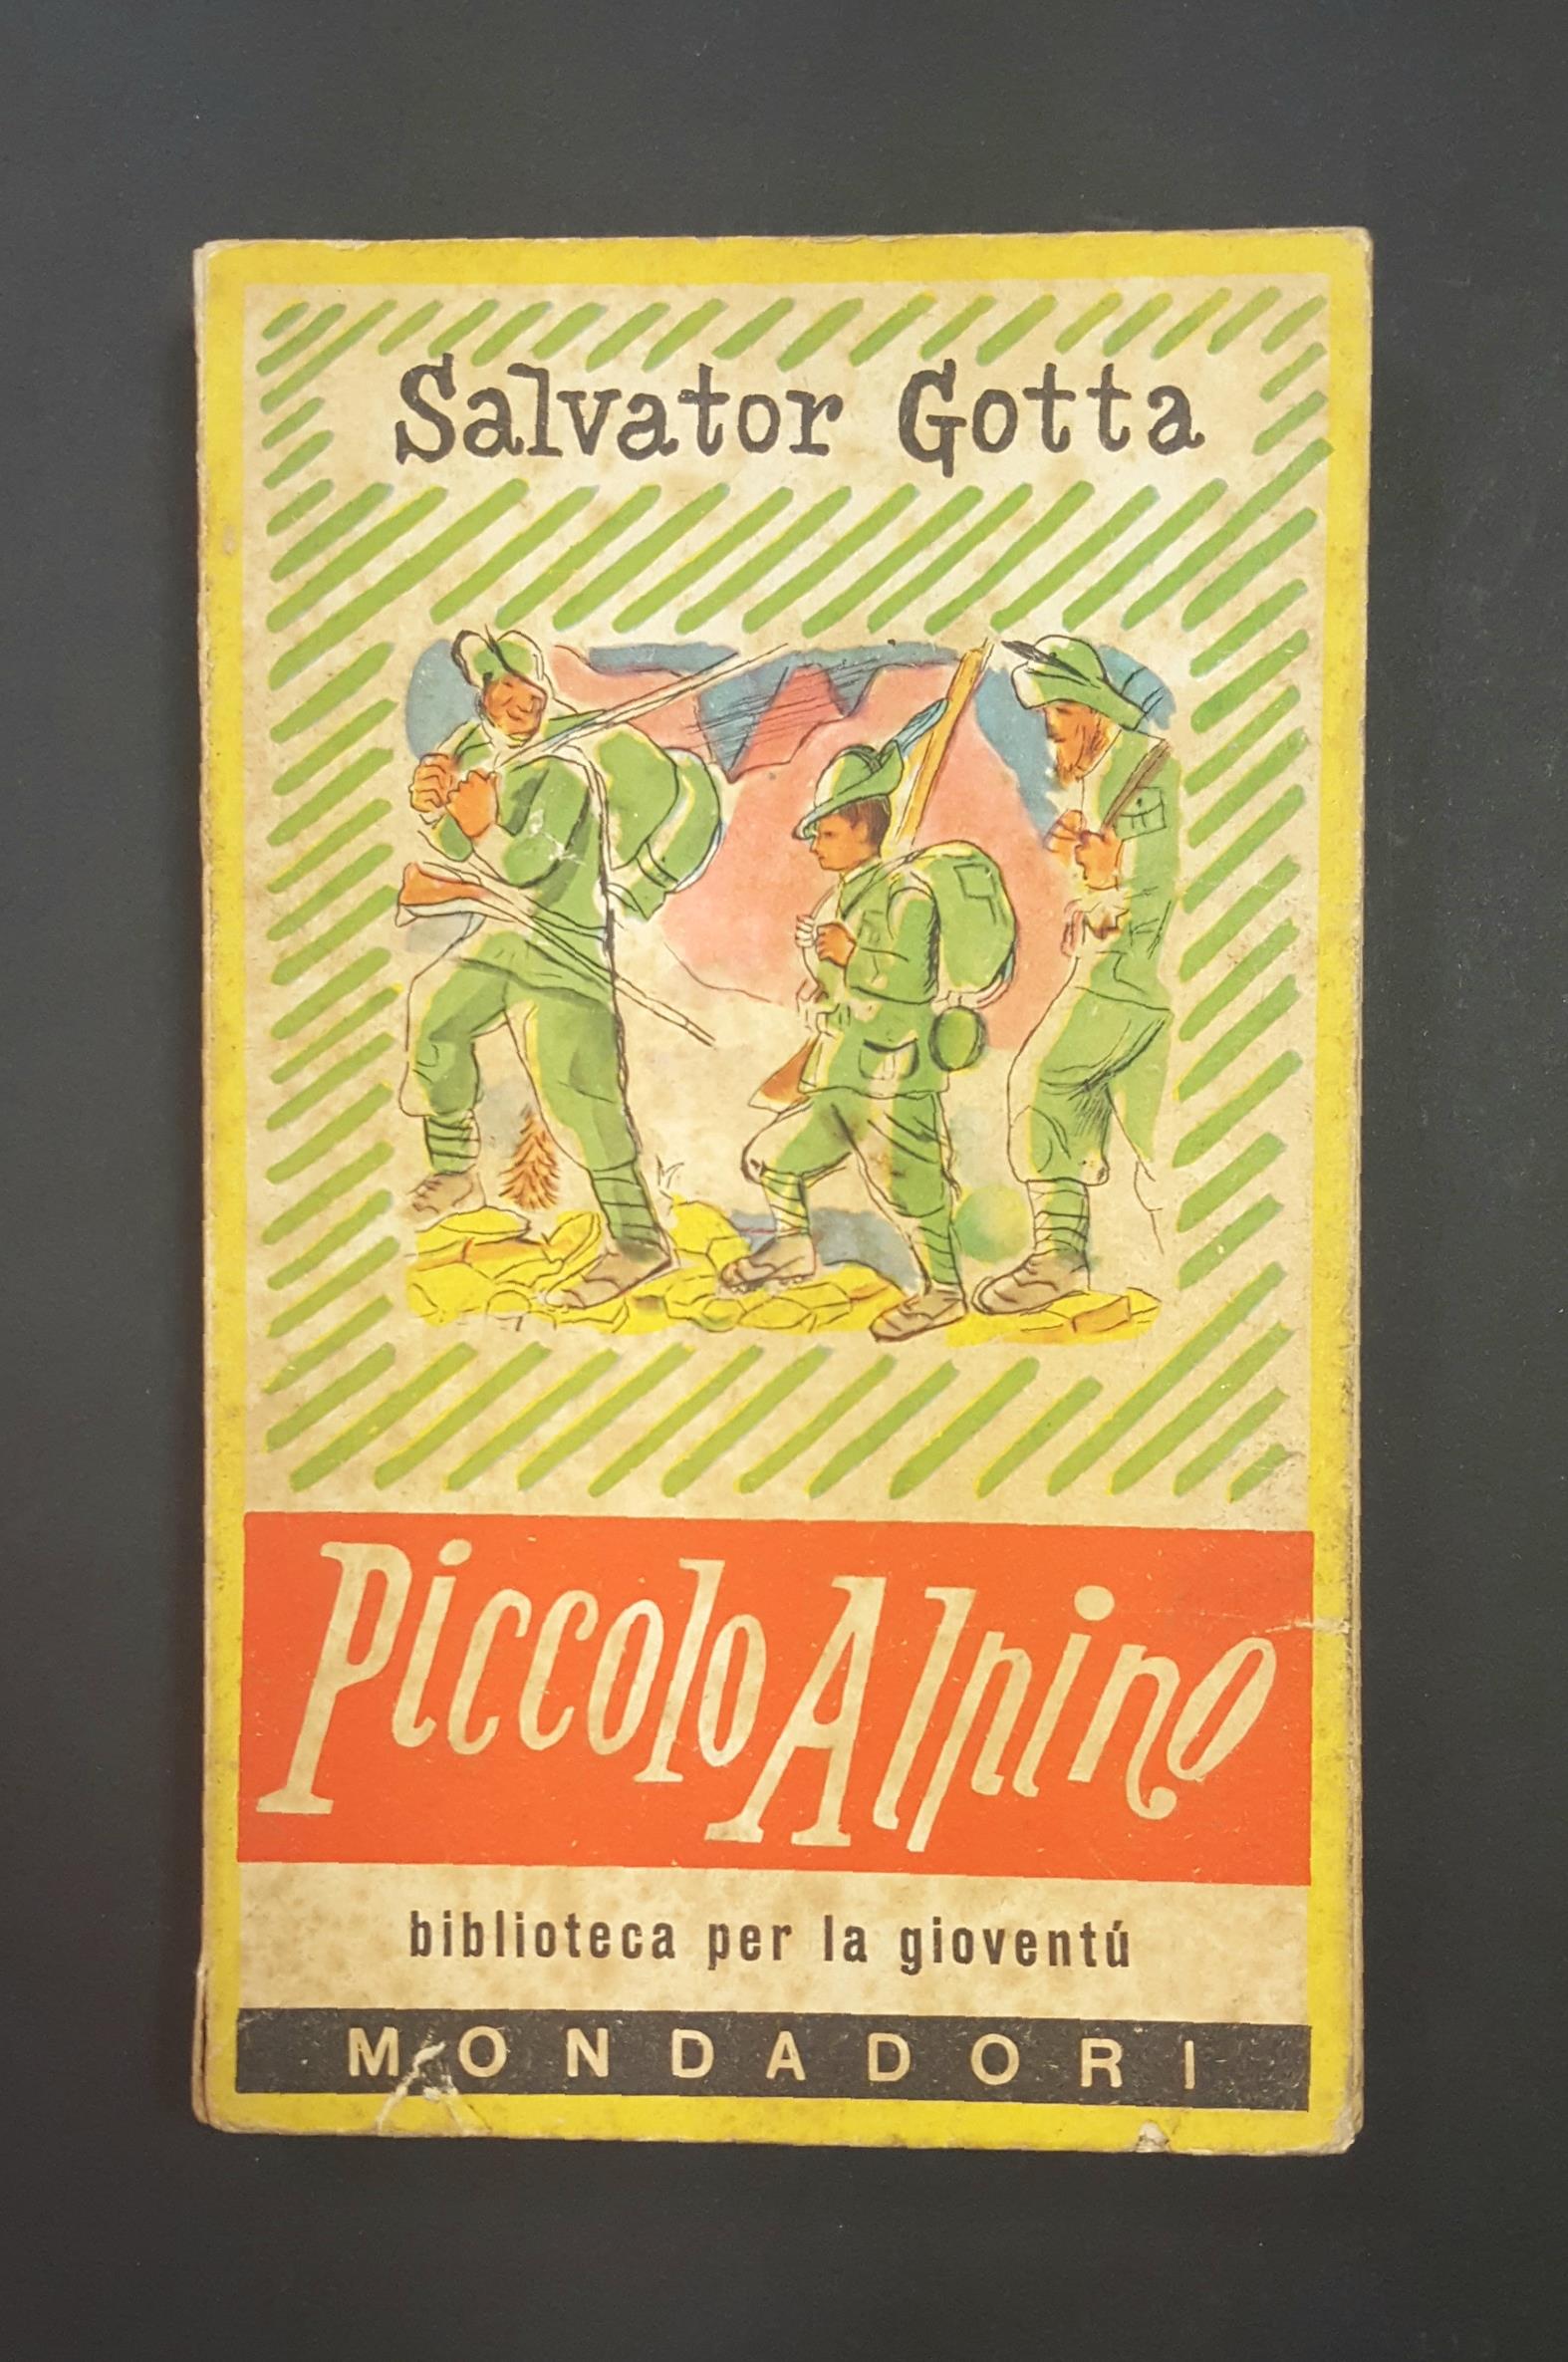 Salvator Gotta
Piccolo Alpino
biblioteca per la gioventú
MONDADORI